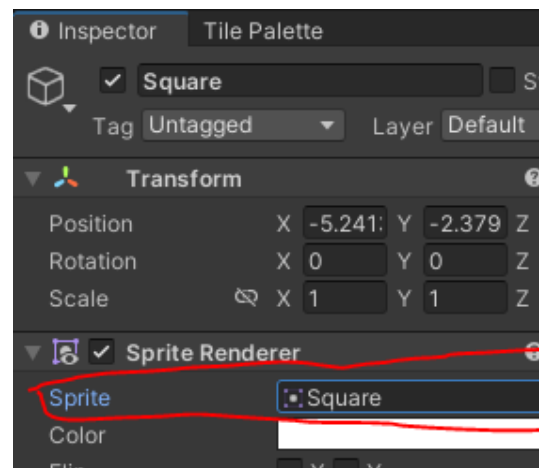 Inspector Tile Palette
Square S
Tag Untagged Layer Default
Transform
Position X -5.241 Y -2.379 Z
Rotation X 0 Y 0 Z
Scale X 1 Y 1 Z
Sprite Renderer
Sprite Square
Color